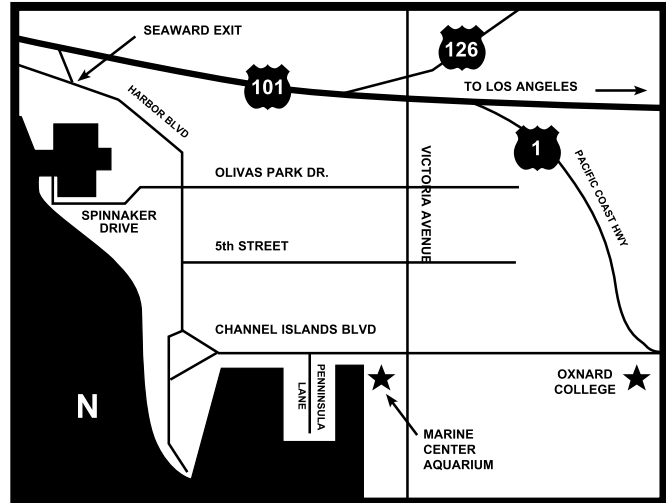 SEAWARD EXIT
126
101
TO LOS ANGELES
HARBOR BLVD
1
PACIFIC COAST HWY
VICTORIA AVENUE
OLIVAS PARK DR.
SPINNAKER
DRIVE
5th STREET
CHANNEL ISLANDS BLVD
PENNINSULA
LANE
OXNARD
COLLEGE
N
MARINE
CENTER
AQUARIUM